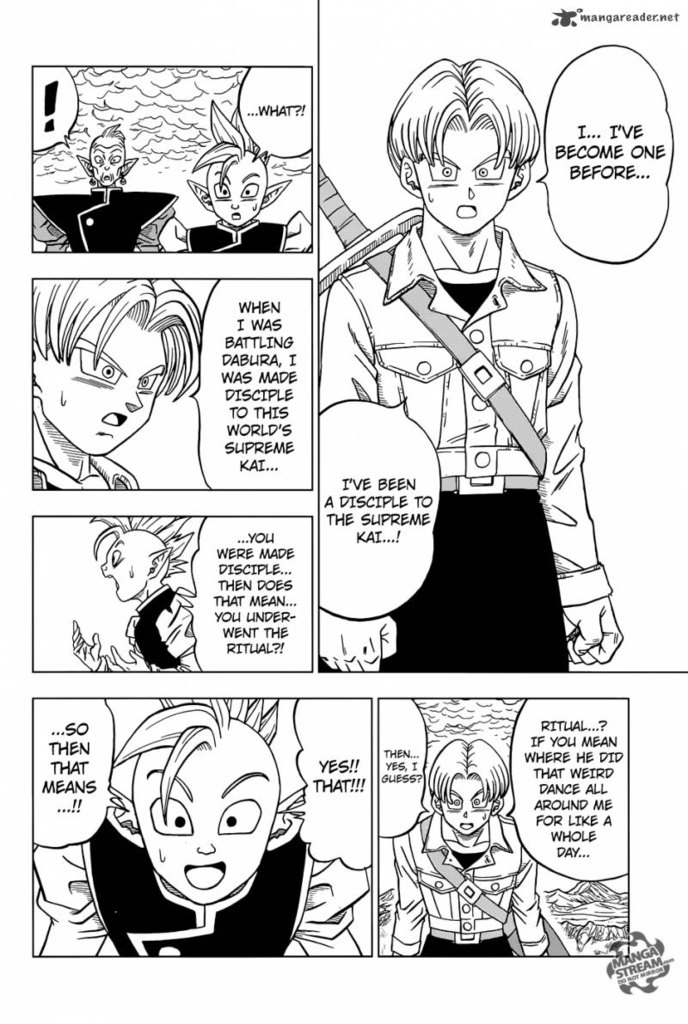 mangareader.net
I... I'VE
BECOME ONE
BEFORE...
I'VE BEEN
A DISCIPLE TO
THE SUPREME
KAI...!
...WHAT?!
!
WHEN
I WAS
BATTLING
DABURA, I
WAS MADE
DISCIPLE
TO THIS
WORLD'S
SUPREME
KAI...
...YOU
WERE MADE
DISCIPLE...
THEN DOES
THAT MEAN...
YOU UNDER-
WENT THE
RITUAL?!
RITUAL...?
IF YOU MEAN
WHERE HE DID
THAT WEIRD
DANCE ALL
AROUND ME
FOR LIKE A
WHOLE
DAY...
THEN...
YES, I
GUESS?
YES!!
THAT!!!
...SO
THEN
THAT
MEANS
...!!
MANGA
STREAM.com
DO NOT MIRROR